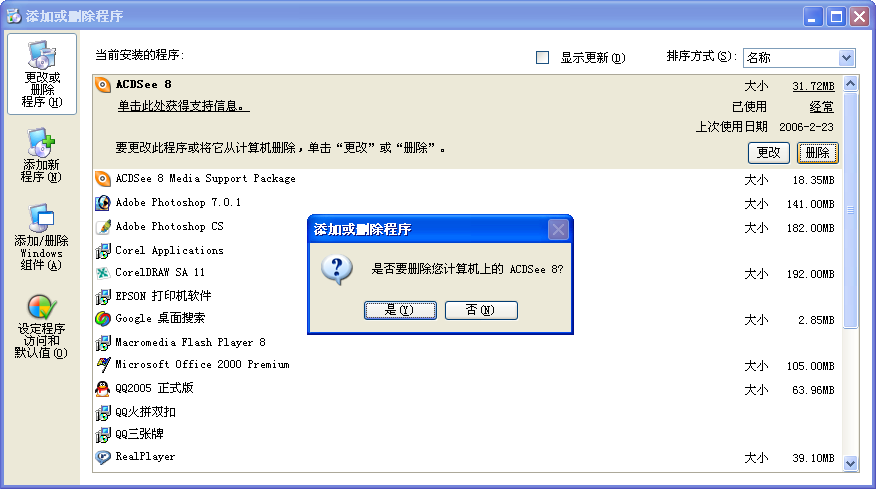 添加或删除程序
更改或
删除
程序(H)
添加新
程序(N)
添加/删除
Windows
组件(A)
设定程序
访问和
默认值(O)
当前安装的程序:
显示更新(D)
排序方式(S):
名称
ACDSee 8
大小 31.72MB
单击此处获得支持信息。
已使用 经常
上次使用日期 2006-2-23
要更改此程序或将它从计算机删除，单击“更改”或“删除”。
更改
删除
ACDSee 8 Media Support Package 大小 18.35MB
Adobe Photoshop 7.0.1 大小 141.00MB
Adobe Photoshop CS 大小 182.00MB
Corel Applications
CorelDRAW SA 11 大小 192.00MB
EPSON 打印机软件
Google 桌面搜索 大小 2.85MB
Macromedia Flash Player 8
Microsoft Office 2000 Premium 大小 105.00MB
QQ2005 正式版 大小 63.96MB
QQ火拼双扣
QQ三张牌
RealPlayer 大小 39.10MB
添加或删除程序
是否要删除您计算机上的 ACDSee 8?
是(Y)
否(N)